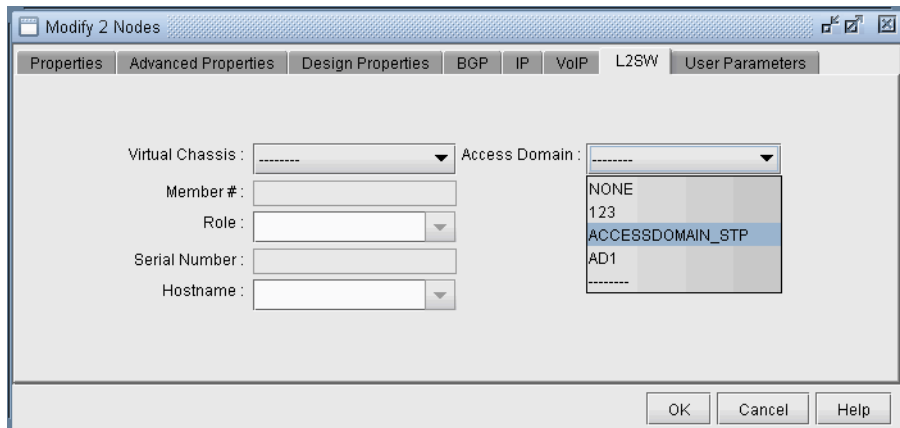 Modify 2 Nodes
Properties Advanced Properties Design Properties BGP IP VoIP L2SW User Parameters
Virtual Chassis : -------- Access Domain : --------
Member # :
NONE
123
Role :
ACCESSDOMAIN_STP
Serial Number :
AD1
Hostname :
--------
OK Cancel Help